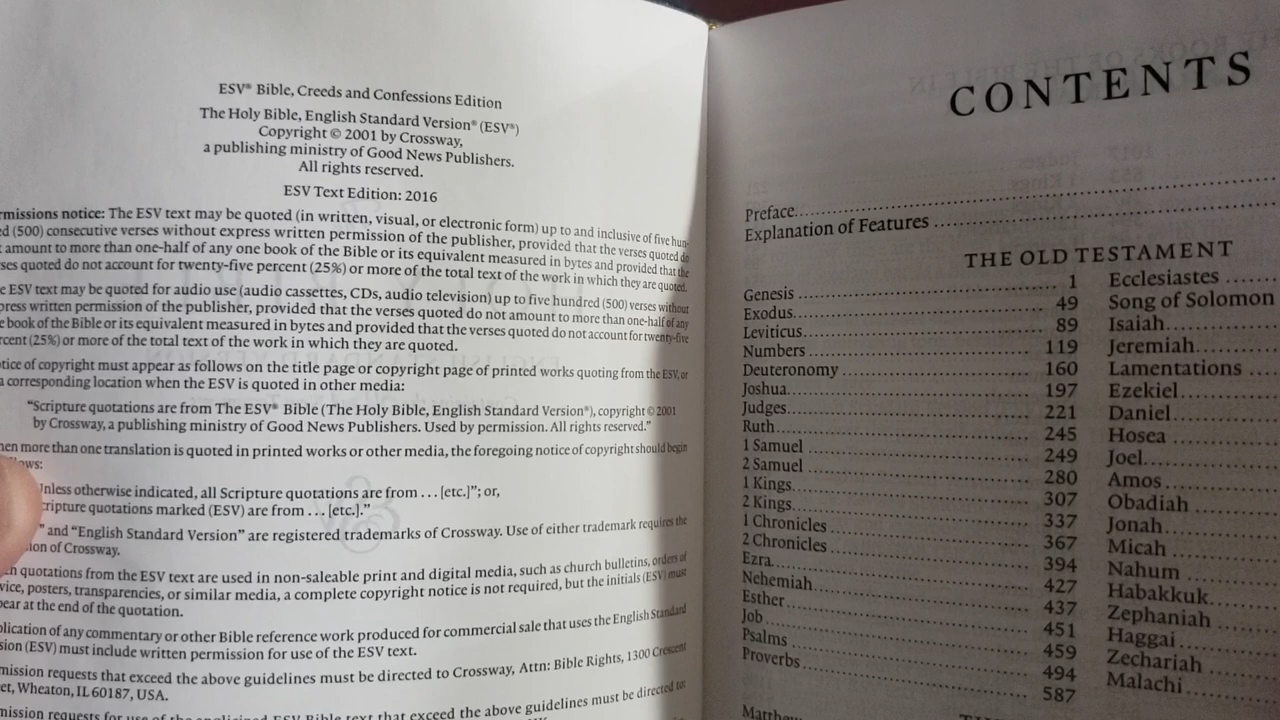 ESV® Bible, Creeds and Confessions Edition
The Holy Bible, English Standard Version® (ESV®)
Copyright © 2001 by Crossway,
a publishing ministry of Good News Publishers.
All rights reserved.
ESV Text Edition: 2016
rmissions notice: The ESV text may be quoted (in written, visual, or electronic form) up to and inclusive of five hun-
ed (500) consecutive verses without express written permission of the publisher, provided that the verses quoted do
amount to more than one-half of any one book of the Bible or its equivalent measured in bytes and provided that the
ses quoted do not account for twenty-five percent (25%) or more of the total text of the work in which they are quoted.
e ESV text may be quoted for audio use (audio cassettes, CDs, audio television) up to five hundred (500) verses without
press written permission of the publisher, provided that the verses quoted do not amount to more than one-half of any
e book of the Bible or its equivalent measured in bytes and provided that the verses quoted do not account for twenty-five
rcent (25%) or more of the total text of the work in which they are quoted.
otice of copyright must appear as follows on the title page or copyright page of printed works quoting from the ESV, or
a corresponding location when the ESV is quoted in other media:
"Scripture quotations are from The ESV® Bible (The Holy Bible, English Standard Version®), copyright © 2001
by Crossway, a publishing ministry of Good News Publishers. Used by permission. All rights reserved."
hen more than one translation is quoted in printed works or other media, the foregoing notice of copyright should begin
ows:
nless otherwise indicated, all Scripture quotations are from . . . [etc.]"; or,
cripture quotations marked (ESV) are from . . . [etc.]."
" and "English Standard Version" are registered trademarks of Crossway. Use of either trademark requires the
ion of Crossway.
n quotations from the ESV text are used in non-saleable print and digital media, such as church bulletins, orders of
vice, posters, transparencies, or similar media, a complete copyright notice is not required, but the initials (ESV) must
pear at the end of the quotation.
blication of any commentary or other Bible reference work produced for commercial sale that uses the English Standard
sion (ESV) must include written permission for use of the ESV text.
mission requests that exceed the above guidelines must be directed to Crossway, Attn: Bible Rights, 1300 Crescent
et, Wheaton, IL 60187, USA.
mission requests for use of the anglicized ESV Bible text that exceed the above guidelines must be directed to:
CONTENTS
Preface
Explanation of Features
THE OLD TESTAMENT
Genesis 1
Exodus 49
Leviticus 89
Numbers 119
Deuteronomy 160
Joshua 197
Judges 221
Ruth 245
1 Samuel 249
2 Samuel 280
1 Kings 307
2 Kings 337
1 Chronicles 367
2 Chronicles 394
Ezra 427
Nehemiah 437
Esther 451
Job 459
Psalms 494
Proverbs 587
Ecclesiastes
Song of Solomon
Isaiah
Jeremiah
Lamentations
Ezekiel
Daniel
Hosea
Joel
Amos
Obadiah
Jonah
Micah
Nahum
Habakkuk
Zephaniah
Haggai
Zechariah
Malachi
Matthew